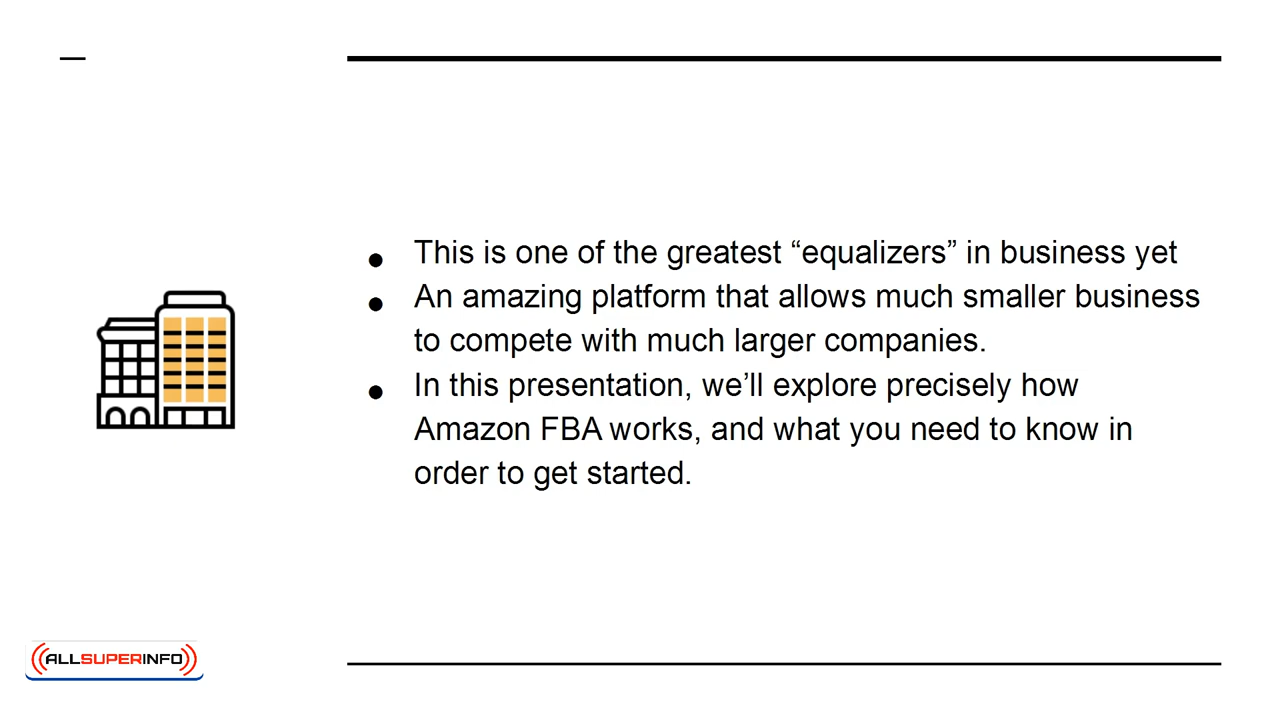 This is one of the greatest “equalizers” in business yet
An amazing platform that allows much smaller business
to compete with much larger companies.
In this presentation, we’ll explore precisely how
Amazon FBA works, and what you need to know in
order to get started.
ALLSUPERINFO